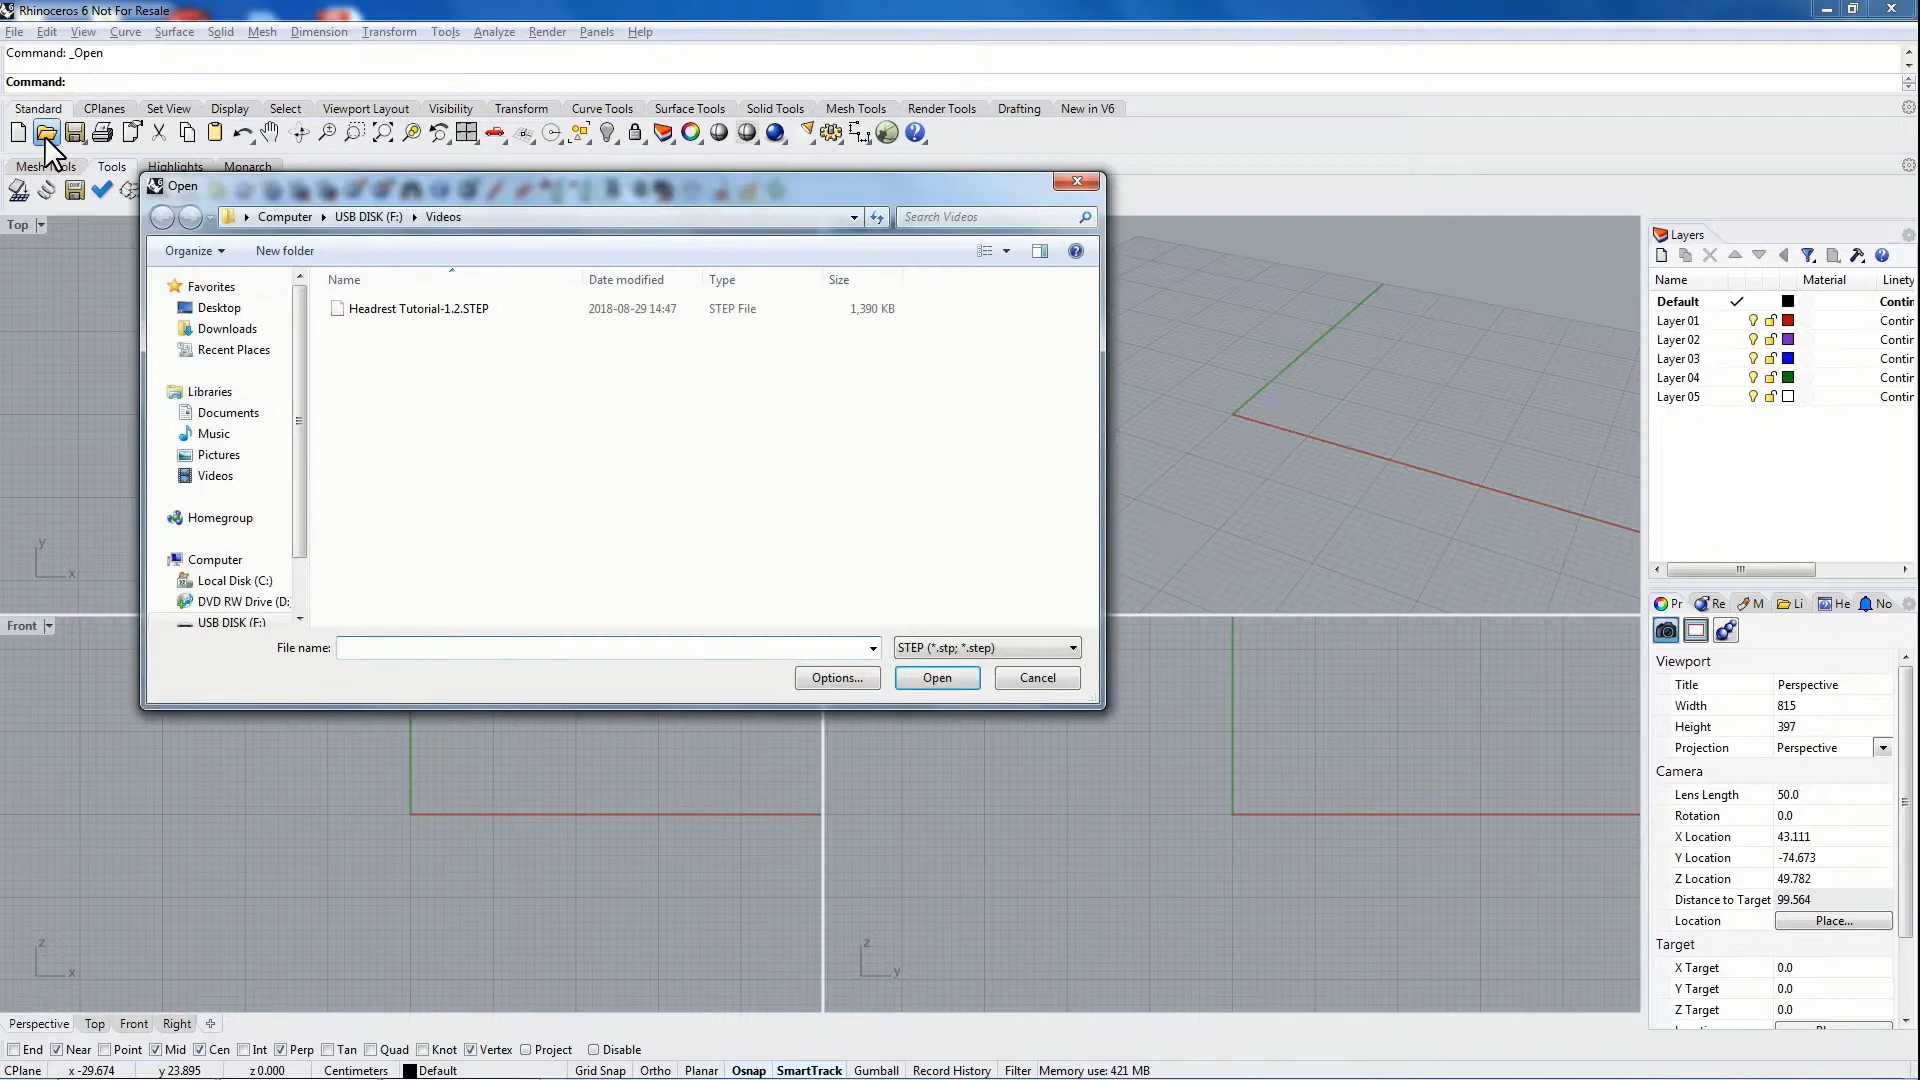 Rhinoceros 6 Not For Resale
File Edit View Curve Surface Solid Mesh Dimension Transform Tools Analyze Render Panels Help
Command: _Open
Command:
Standard CPlanes Set View Display Select Viewport Layout Visibility Transform Curve Tools Surface Tools Solid Tools Mesh Tools Render Tools Drafting New in V6
Mesh Tools Tools Highlights Monarch
Open
Computer USB DISK (F:) Videos
Search Videos
Organize New folder
Name Date modified Type Size
Headrest Tutorial-1.2.STEP 2018-08-29 14:47 STEP File 1,390 KB
Favorites
Desktop
Downloads
Recent Places
Libraries
Documents
Music
Pictures
Videos
Homegroup
Computer
Local Disk (C:)
DVD RW Drive (D:
USB DISK (F:)
File name:
STEP (*.stp; *.step)
Options... Open Cancel
Top
y
x
Front
z
x
z
y
Layers
Name Material Linety
Default Contin
Layer 01 Contin
Layer 02 Contin
Layer 03 Contin
Layer 04 Contin
Layer 05 Contin
Pr Re M Li He No
Viewport
Title Perspective
Width 815
Height 397
Projection Perspective
Camera
Lens Length 50.0
Rotation 0.0
X Location 43.111
Y Location -74.673
Z Location 49.782
Distance to Target 99.564
Location Place...
Target
X Target 0.0
Y Target 0.0
Z Target 0.0
Perspective Top Front Right
End Near Point Mid Cen Int Perp Tan Quad Knot Vertex Project Disable
CPlane x -29.674 y 23.895 z 0.000 Centimeters Default Grid Snap Ortho Planar Osnap SmartTrack Gumball Record History Filter Memory use: 421 MB